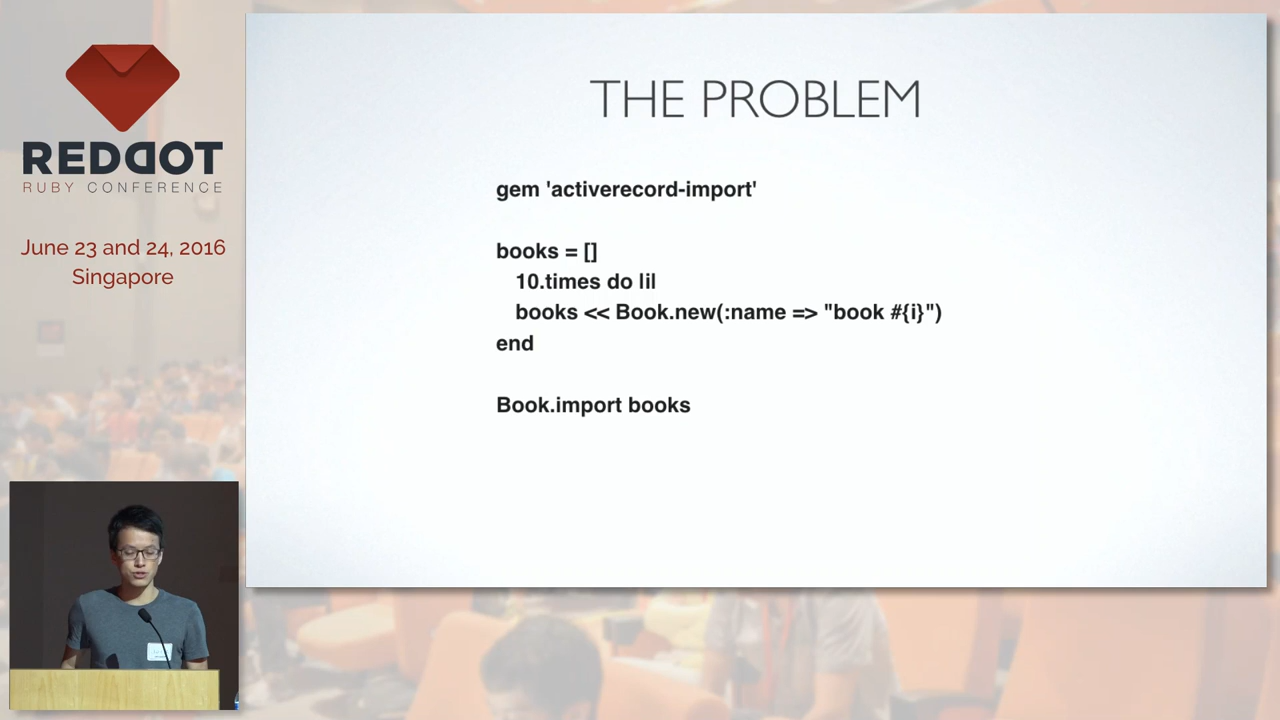 REDDOT
RUBY CONFERENCE
June 23 and 24, 2016
Singapore
THE PROBLEM
gem 'activerecord-import'
books = []
10.times do lil
books << Book.new(:name => "book #{i}")
end
Book.import books